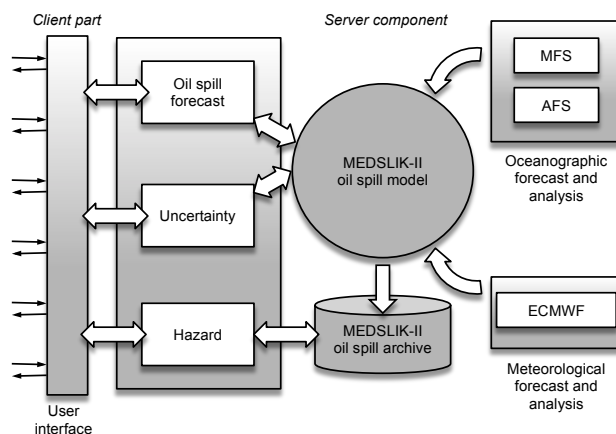 Client part
Server component
Oil spill
forecast
Uncertainty
Hazard
User
interface
MEDSLIK-II
oil spill model
MEDSLIK-II
oil spill archive
MFS
AFS
Oceanographic
forecast and
analysis
ECMWF
Meteorological
forecast and
analysis